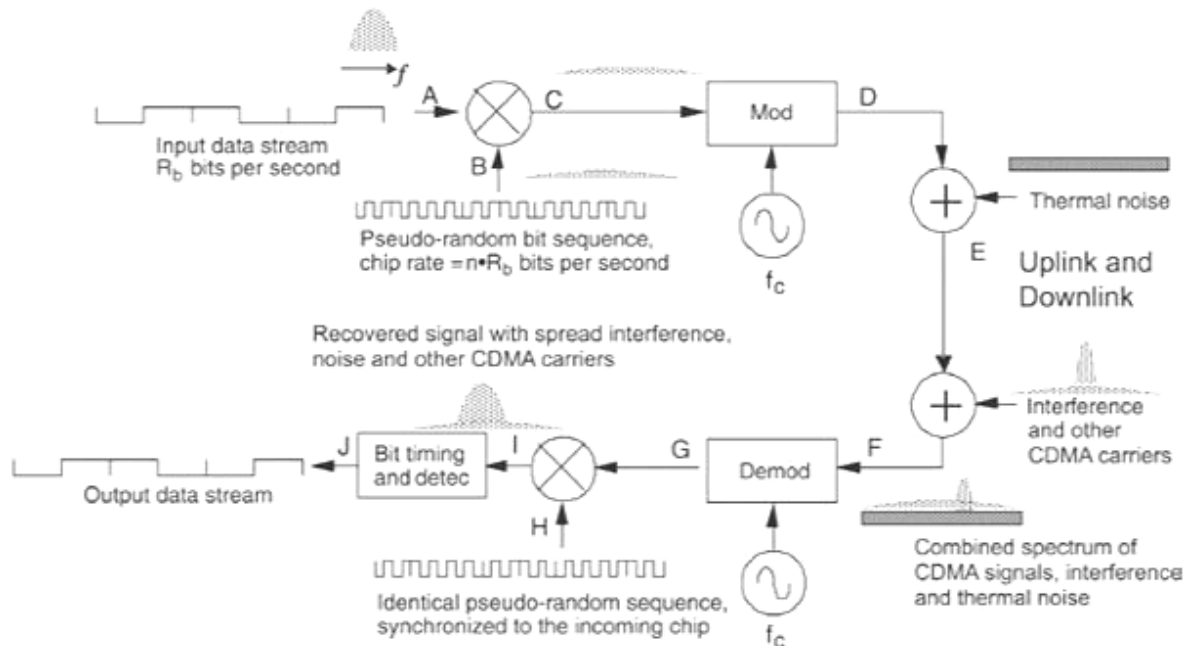 f
A
C
Mod
D
Input data stream
R_b bits per second
B
Thermal noise
Pseudo-random bit sequence,
chip rate =n•R_b bits per second
f_c
E
Uplink and
Downlink
Recovered signal with spread interference,
noise and other CDMA carriers
Interference
and other
CDMA carriers
J
Bit timing
and detec
I
G
Demod
F
Output data stream
H
Combined spectrum of
CDMA signals, interference
and thermal noise
Identical pseudo-random sequence,
synchronized to the incoming chip
f_c